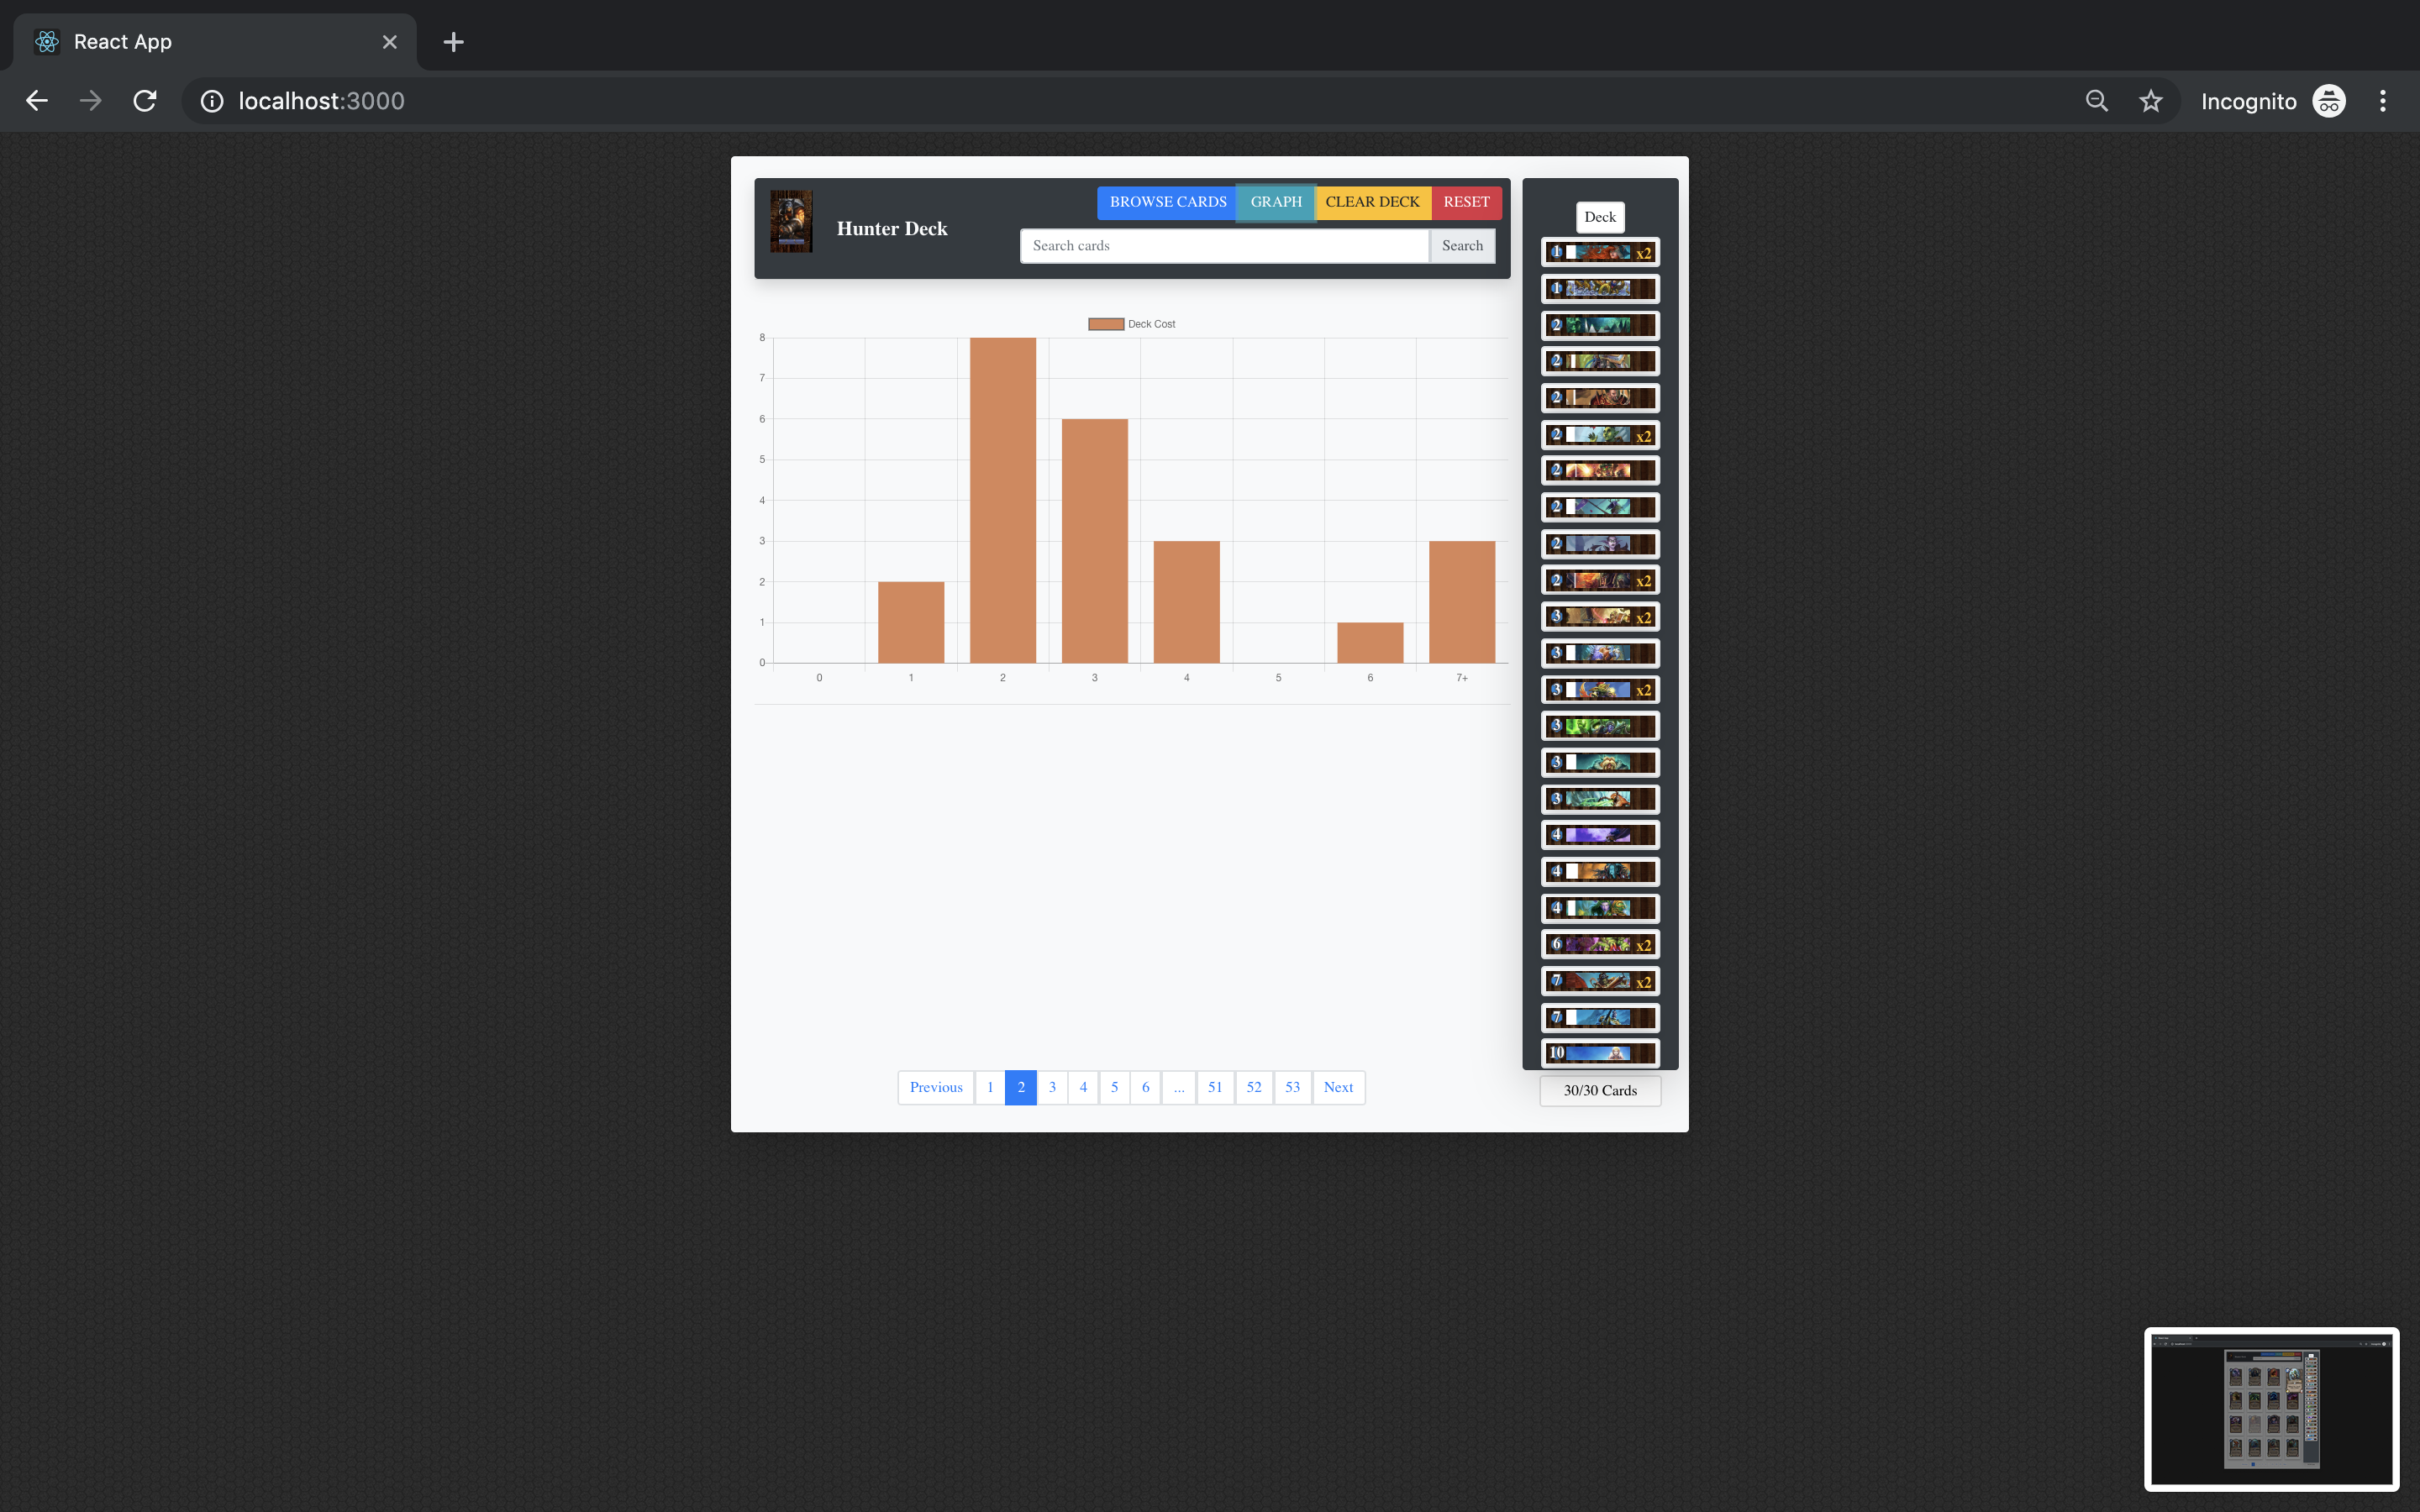 React App
localhost:3000
Incognito
BROWSE CARDS GRAPH CLEAR DECK RESET
Hunter Deck
Search cards Search
Deck Cost
8
7
6
5
4
3
2
1
0
0 1 2 3 4 5 6 7+
Previous 1 2 3 4 5 6 ... 51 52 53 Next
Deck
1 x2
1
2
2
2
2 x2
2
2
2
2 x2
3 x2
3
3 x2
3
3
3
4
4
4
6 x2
7 x2
7
10
30/30 Cards